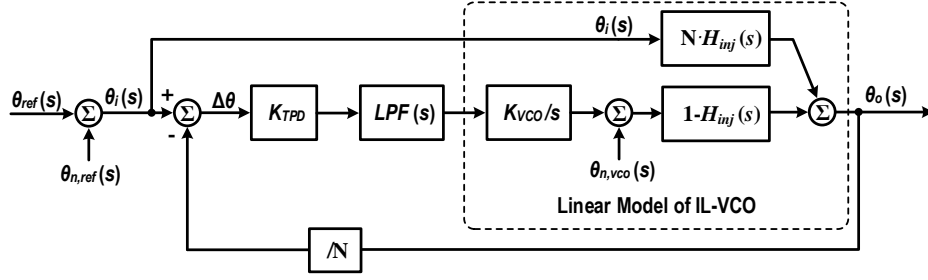 θi(s)
N·Hinj(s)
θref(s)
Σ
θi(s)
+
Σ
-
Δθ
KTPD
LPF(s)
KVCO/s
Σ
1-Hinj(s)
Σ
θo(s)
θn,ref(s)
θn,vco(s)
Linear Model of IL-VCO
/N